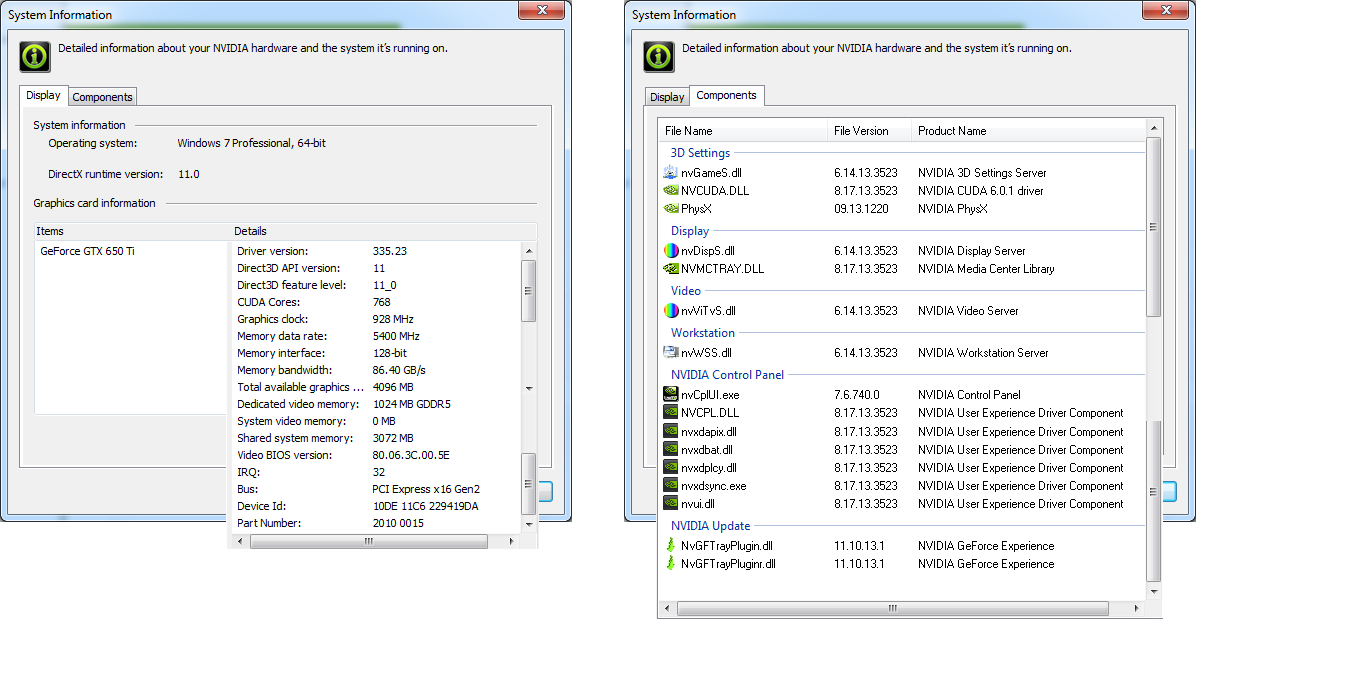 System Information
Detailed information about your NVIDIA hardware and the system it's running on.
Display Components
System information
Operating system: Windows 7 Professional, 64-bit
DirectX runtime version: 11.0
Graphics card information
Items Details
GeForce GTX 650 Ti
Driver version: 335.23
Direct3D API version: 11
Direct3D feature level: 11_0
CUDA Cores: 768
Graphics clock: 928 MHz
Memory data rate: 5400 MHz
Memory interface: 128-bit
Memory bandwidth: 86.40 GB/s
Total available graphics ... 4096 MB
Dedicated video memory: 1024 MB GDDR5
System video memory: 0 MB
Shared system memory: 3072 MB
Video BIOS version: 80.06.3C.00.5E
IRQ: 32
Bus: PCI Express x16 Gen2
Device Id: 10DE 11C6 229419DA
Part Number: 2010 0015
System Information
Detailed information about your NVIDIA hardware and the system it's running on.
Display Components
File Name File Version Product Name
3D Settings
nvGameS.dll 6.14.13.3523 NVIDIA 3D Settings Server
NVCUDA.DLL 8.17.13.3523 NVIDIA CUDA 6.0.1 driver
PhysX 09.13.1220 NVIDIA PhysX
Display
nvDispS.dll 6.14.13.3523 NVIDIA Display Server
NVMCTRAY.DLL 8.17.13.3523 NVIDIA Media Center Library
Video
nvViTvS.dll 6.14.13.3523 NVIDIA Video Server
Workstation
nvWSS.dll 6.14.13.3523 NVIDIA Workstation Server
NVIDIA Control Panel
nvCplUI.exe 7.6.740.0 NVIDIA Control Panel
NVCPL.DLL 8.17.13.3523 NVIDIA User Experience Driver Component
nvxdapix.dll 8.17.13.3523 NVIDIA User Experience Driver Component
nvxdbat.dll 8.17.13.3523 NVIDIA User Experience Driver Component
nvxdplcy.dll 8.17.13.3523 NVIDIA User Experience Driver Component
nvxdsync.exe 8.17.13.3523 NVIDIA User Experience Driver Component
nvui.dll 8.17.13.3523 NVIDIA User Experience Driver Component
NVIDIA Update
NvGFTrayPlugin.dll 11.10.13.1 NVIDIA GeForce Experience
NvGFTrayPluginr.dll 11.10.13.1 NVIDIA GeForce Experience